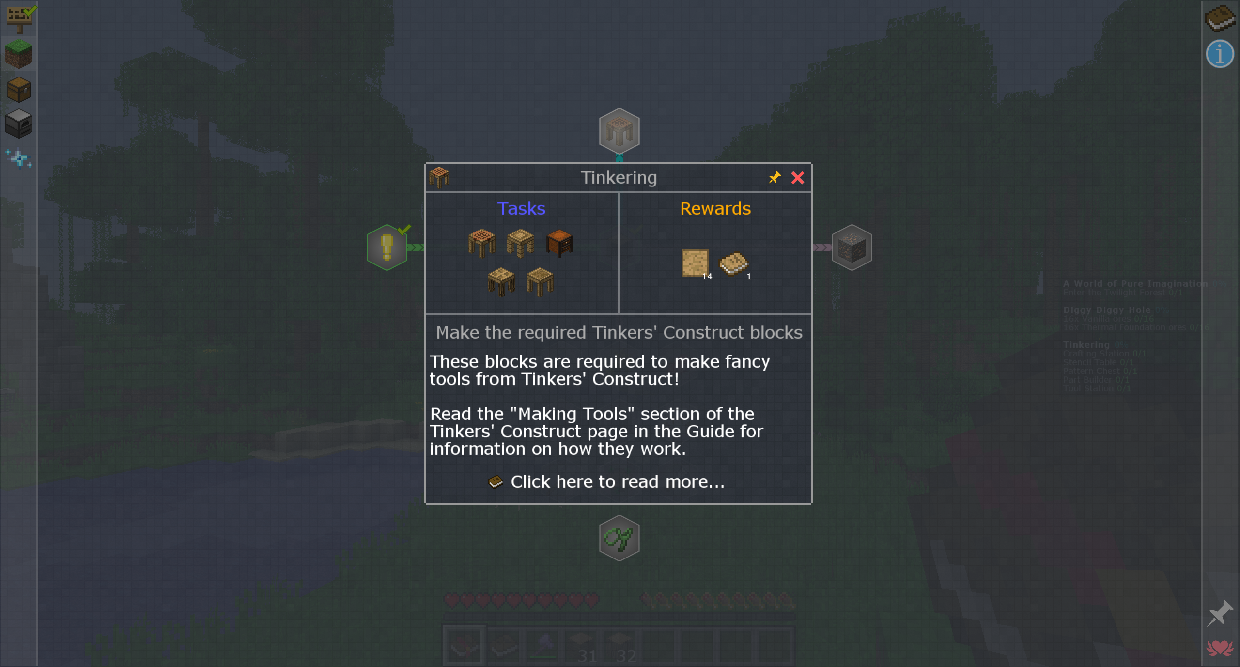 Tinkering
Tasks
Rewards
14
1
Make the required Tinkers' Construct blocks
These blocks are required to make fancy
tools from Tinkers' Construct!
Read the "Making Tools" section of the
Tinkers' Construct page in the Guide for
information on how they work.
Click here to read more...
A World of Pure Imagination
Diggy Diggy Hole
Tinkering
31
32